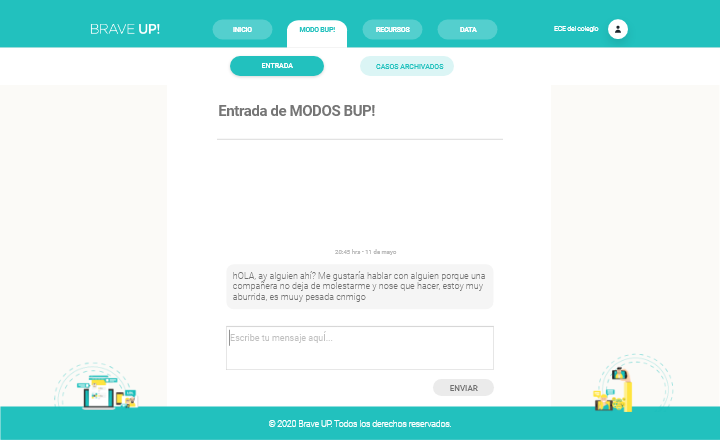 BRAVE UP!
INICIO
MODO BUP!
RECURSOS
DATA
ECE del colegio
ENTRADA
CASOS ARCHIVADOS
Entrada de MODOS BUP!
20:45 hrs - 11 de mayo
hOLA, ay alguien ahí? Me gustaría hablar con alguien porque una
compañera no deja de molestarme y nose que hacer, estoy muy
aburrida, es muuy pesada cnmigo
Escribe tu mensaje aquí...
ENVIAR
© 2020 Brave UP. Todos los derechos reservados.